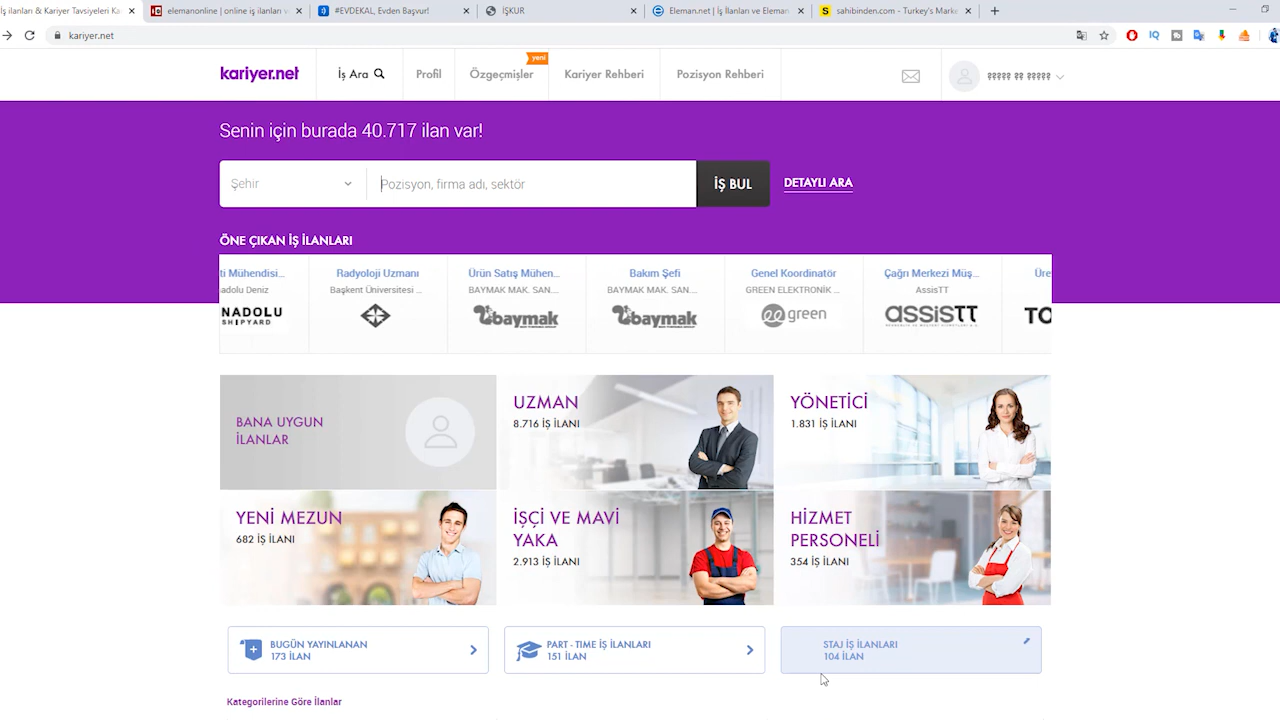 İş ilanları & Kariyer Tavsiyeleri Ka
elemanonline | online iş ilanları v
#EVDEKAL, Evden Başvur!
İŞKUR
Eleman.net | İş İlanları ve Eleman
sahibinden.com - Turkey's Marke
kariyer.net
kariyer.net
İş Ara
Profil
yeni
Özgeçmişler
Kariyer Rehberi
Pozisyon Rehberi
????? ?? ?????
Senin için burada 40.717 ilan var!
Şehir
Pozisyon, firma adı, sektör
İŞ BUL
DETAYLI ARA
ÖNE ÇIKAN İŞ İLANLARI
ti Mühendisi...
adolu Deniz
NADOLU
SHIPYARD
Radyoloji Uzmanı
Başkent Üniversitesi ...
Ürün Satış Mühen...
BAYMAK MAK. SAN....
baymak
Bakım Şefi
BAYMAK MAK. SAN....
baymak
Genel Koordinatör
GREEN ELEKTRONİK ...
green
Çağrı Merkezi Müş...
AssisTT
assisTT
Üre
TO
BANA UYGUN
İLANLAR
UZMAN
8.716 İŞ İLANI
YÖNETİCİ
1.831 İŞ İLANI
YENİ MEZUN
682 İŞ İLANI
İŞÇİ VE MAVİ
YAKA
2.913 İŞ İLANI
HİZMET
PERSONELİ
354 İŞ İLANI
BUGÜN YAYINLANAN
173 İLAN
PART - TIME İŞ İLANLARI
151 İLAN
STAJ İŞ İLANLARI
104 İLAN
Kategorilerine Göre İlanlar